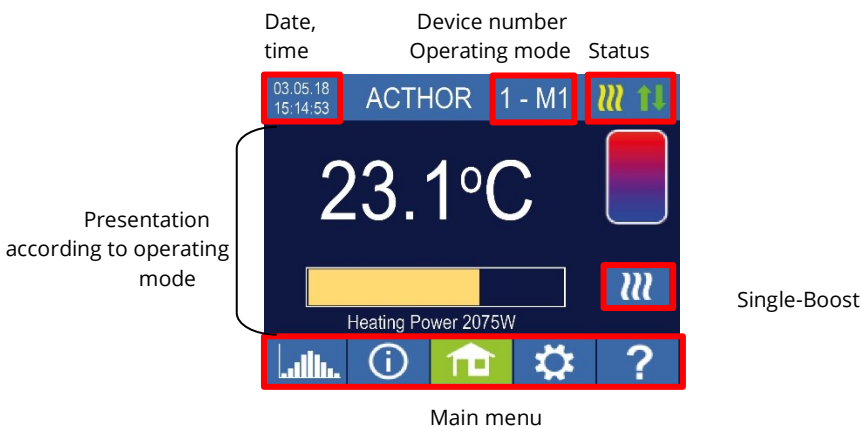 Date,
time
Device number
Operating mode
Status
03.05.18
15:14:53
ACTHOR
1 - M1
23.1°C
Presentation
according to operating
mode
Heating Power 2075W
Single-Boost
?
Main menu